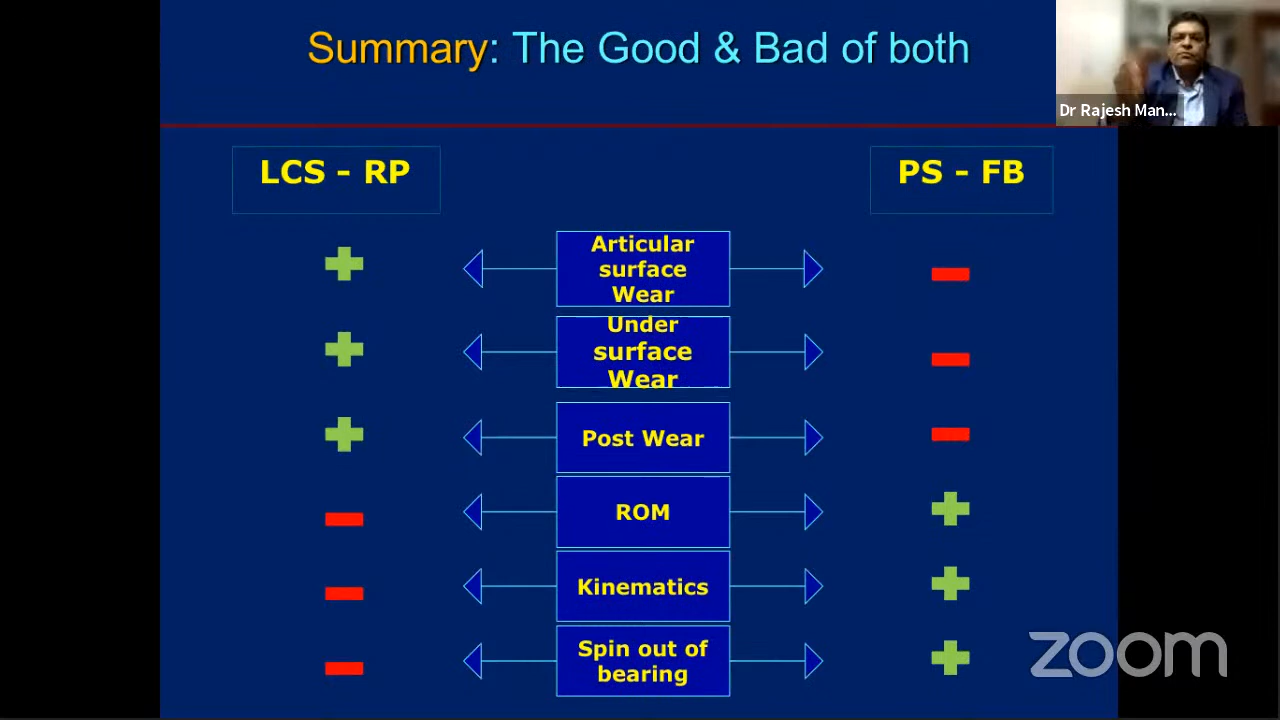 Summary: The Good & Bad of both
Dr Rajesh Man...
LCS - RP
PS - FB
Articular
surface
Wear
Under
surface
Wear
Post Wear
ROM
Kinematics
Spin out of
bearing
zoom